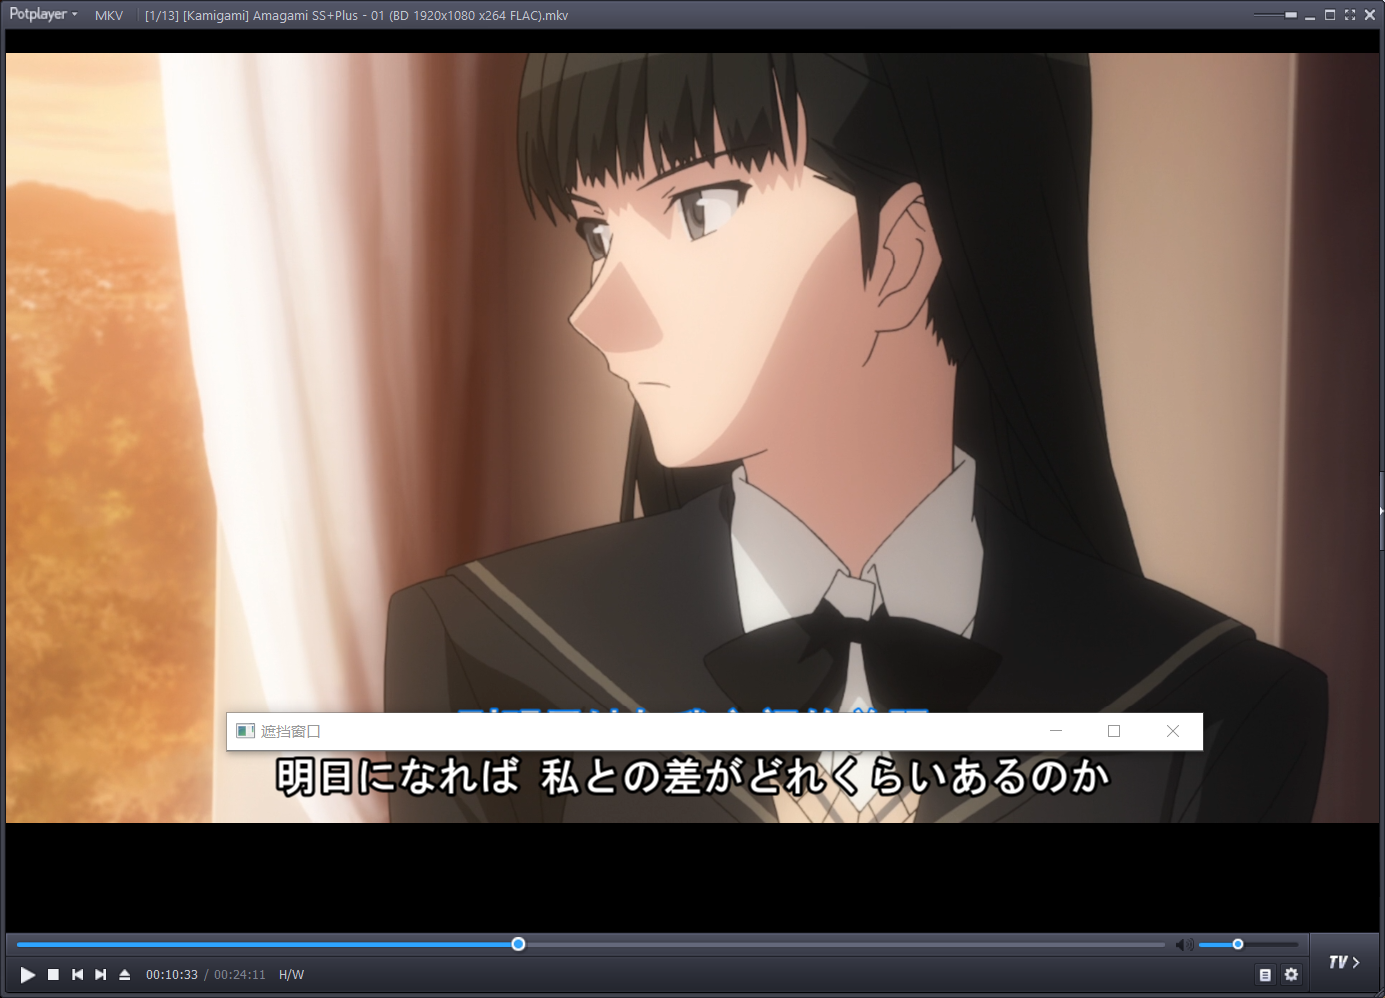 Potplayer MKV [1/13] [Kamigami] Amagami SS+Plus - 01 (BD 1920x1080 x264 FLAC).mkv
遮挡窗口
明日になれば 私との差がどれくらいあるのか
00:10:33 / 00:24:11 H/W
TV